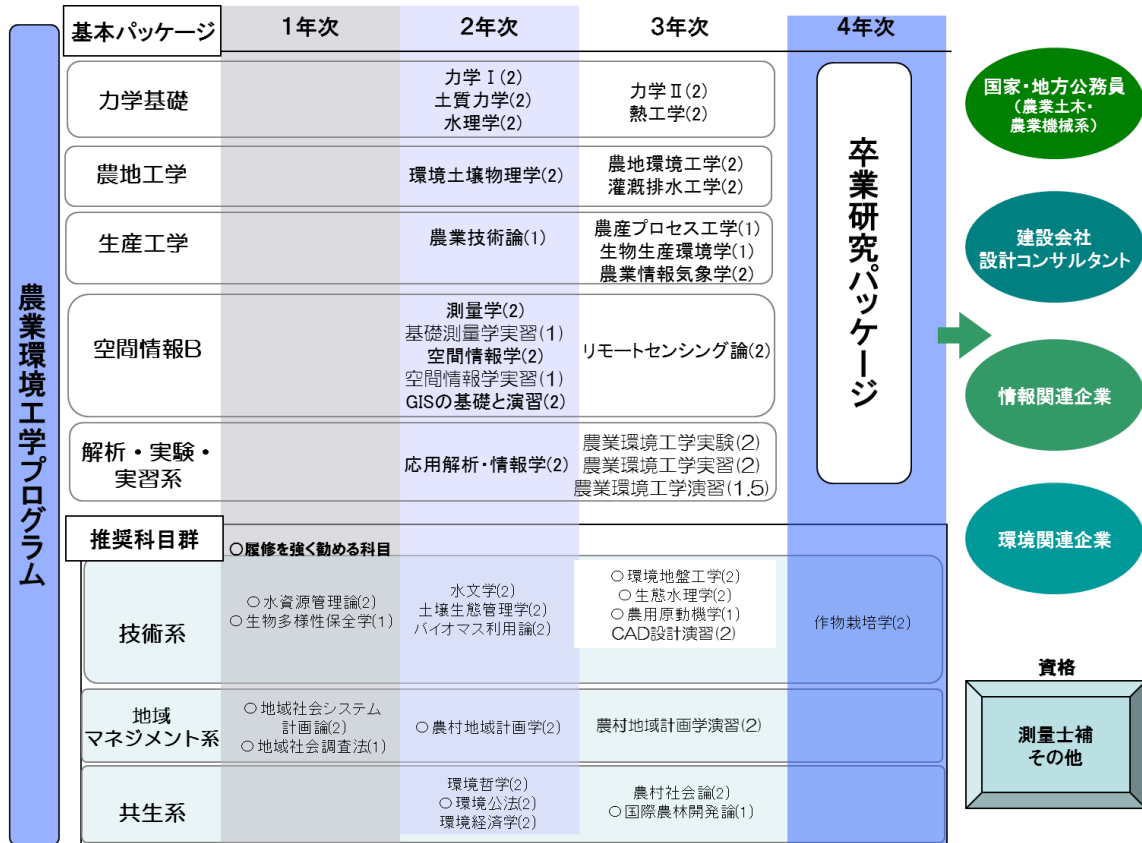 農業環境工学プログラム
基本パッケージ
1年次
2年次
3年次
4年次
力学基礎
力学Ⅰ(2)
土質力学(2)
水理学(2)
力学Ⅱ(2)
熱工学(2)
農地工学
環境土壌物理学(2)
農地環境工学(2)
灌漑排水工学(2)
生産工学
農業技術論(1)
農産プロセス工学(1)
生物生産環境学(1)
農業情報気象学(2)
空間情報B
測量学(2)
基礎測量学実習(1)
空間情報学(2)
空間情報学実習(1)
GISの基礎と演習(2)
リモートセンシング論(2)
解析・実験・
実習系
応用解析・情報学(2)
農業環境工学実験(2)
農業環境工学実習(2)
農業環境工学演習(1.5)
卒業研究パッケージ
推奨科目群
○履修を強く勧める科目
技術系
○水資源管理論(2)
○生物多様性保全学(1)
水文学(2)
土壌生態管理学(2)
バイオマス利用論(2)
○環境地盤工学(2)
○生態水理学(2)
○農用原動機学(1)
CAD設計演習(2)
作物栽培学(2)
地域
マネジメント系
○地域社会システム
計画論(2)
○地域社会調査法(1)
○農村地域計画学(2)
農村地域計画学演習(2)
共生系
環境哲学(2)
○環境公法(2)
環境経済学(2)
農村社会論(2)
○国際農林開発論(1)
国家・地方公務員
(農業土木・
農業機械系)
建設会社
設計コンサルタント
情報関連企業
環境関連企業
資格
測量士補
その他